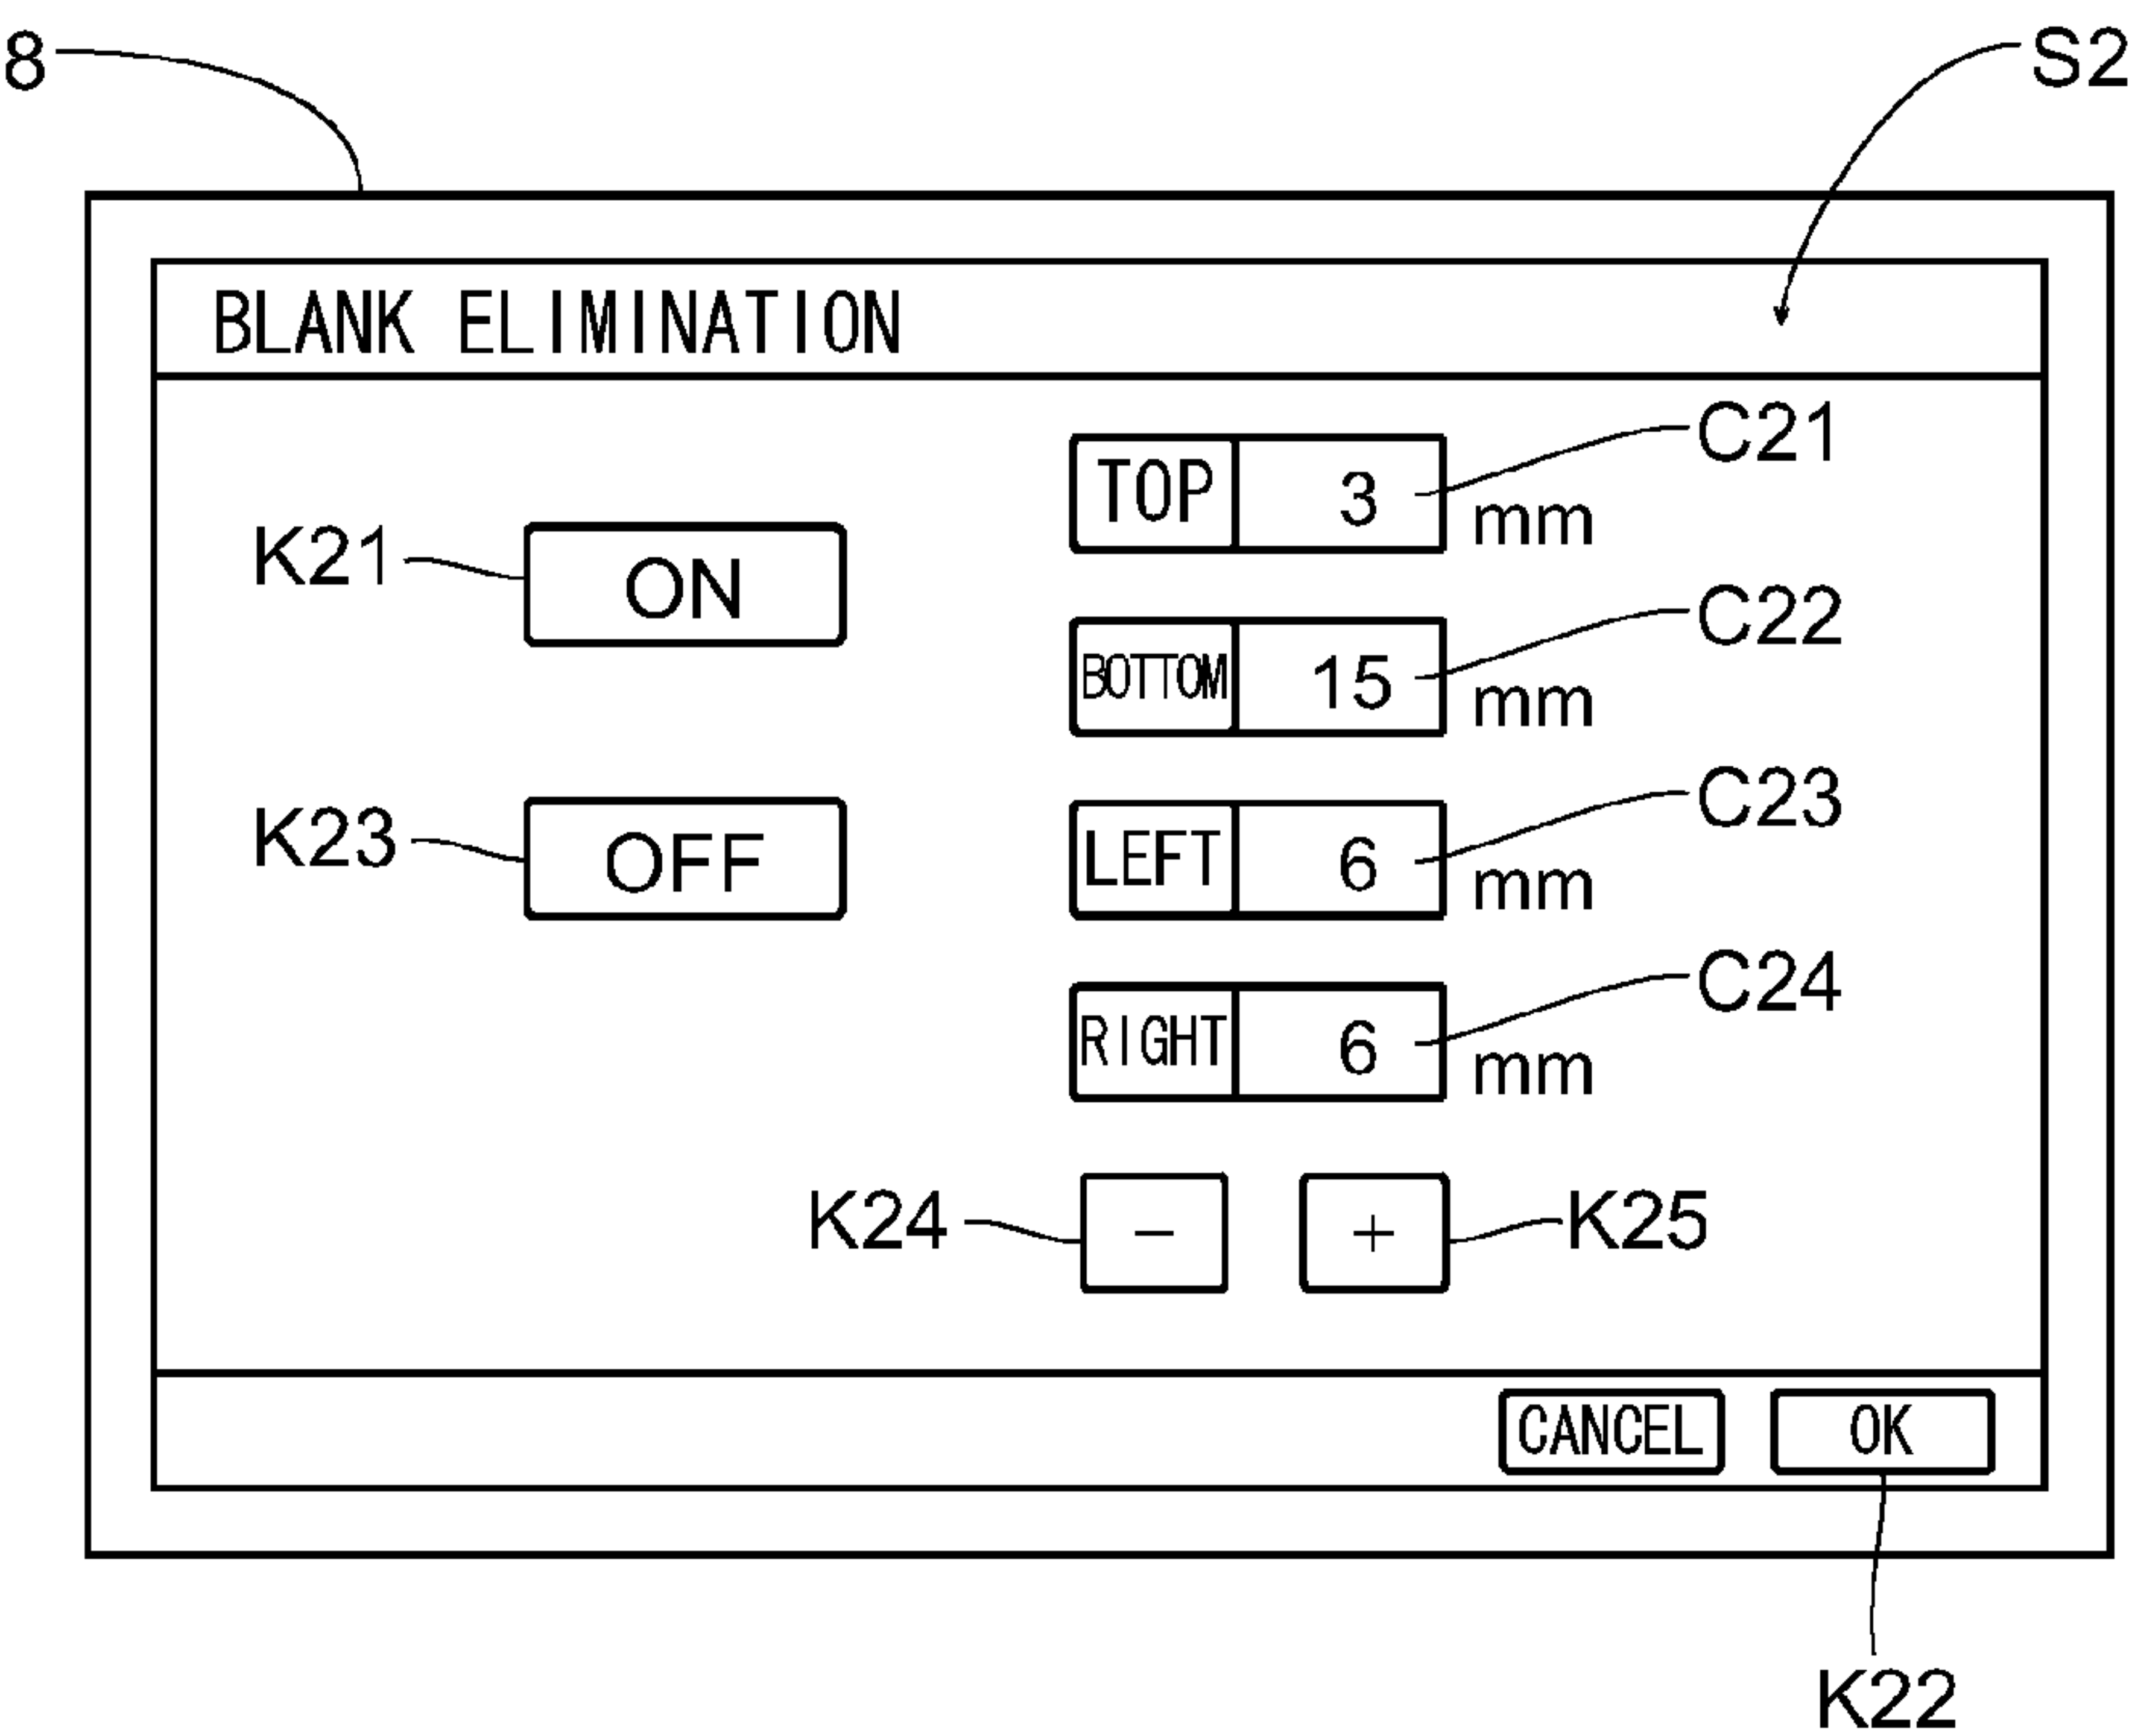 8
S2
BLANK ELIMINATION
K21
ON
K23
OFF
TOP 3 mm
C21
BOTTOM 15 mm
C22
LEFT 6 mm
C23
RIGHT 6 mm
C24
K24 - + K25
CANCEL OK
K22